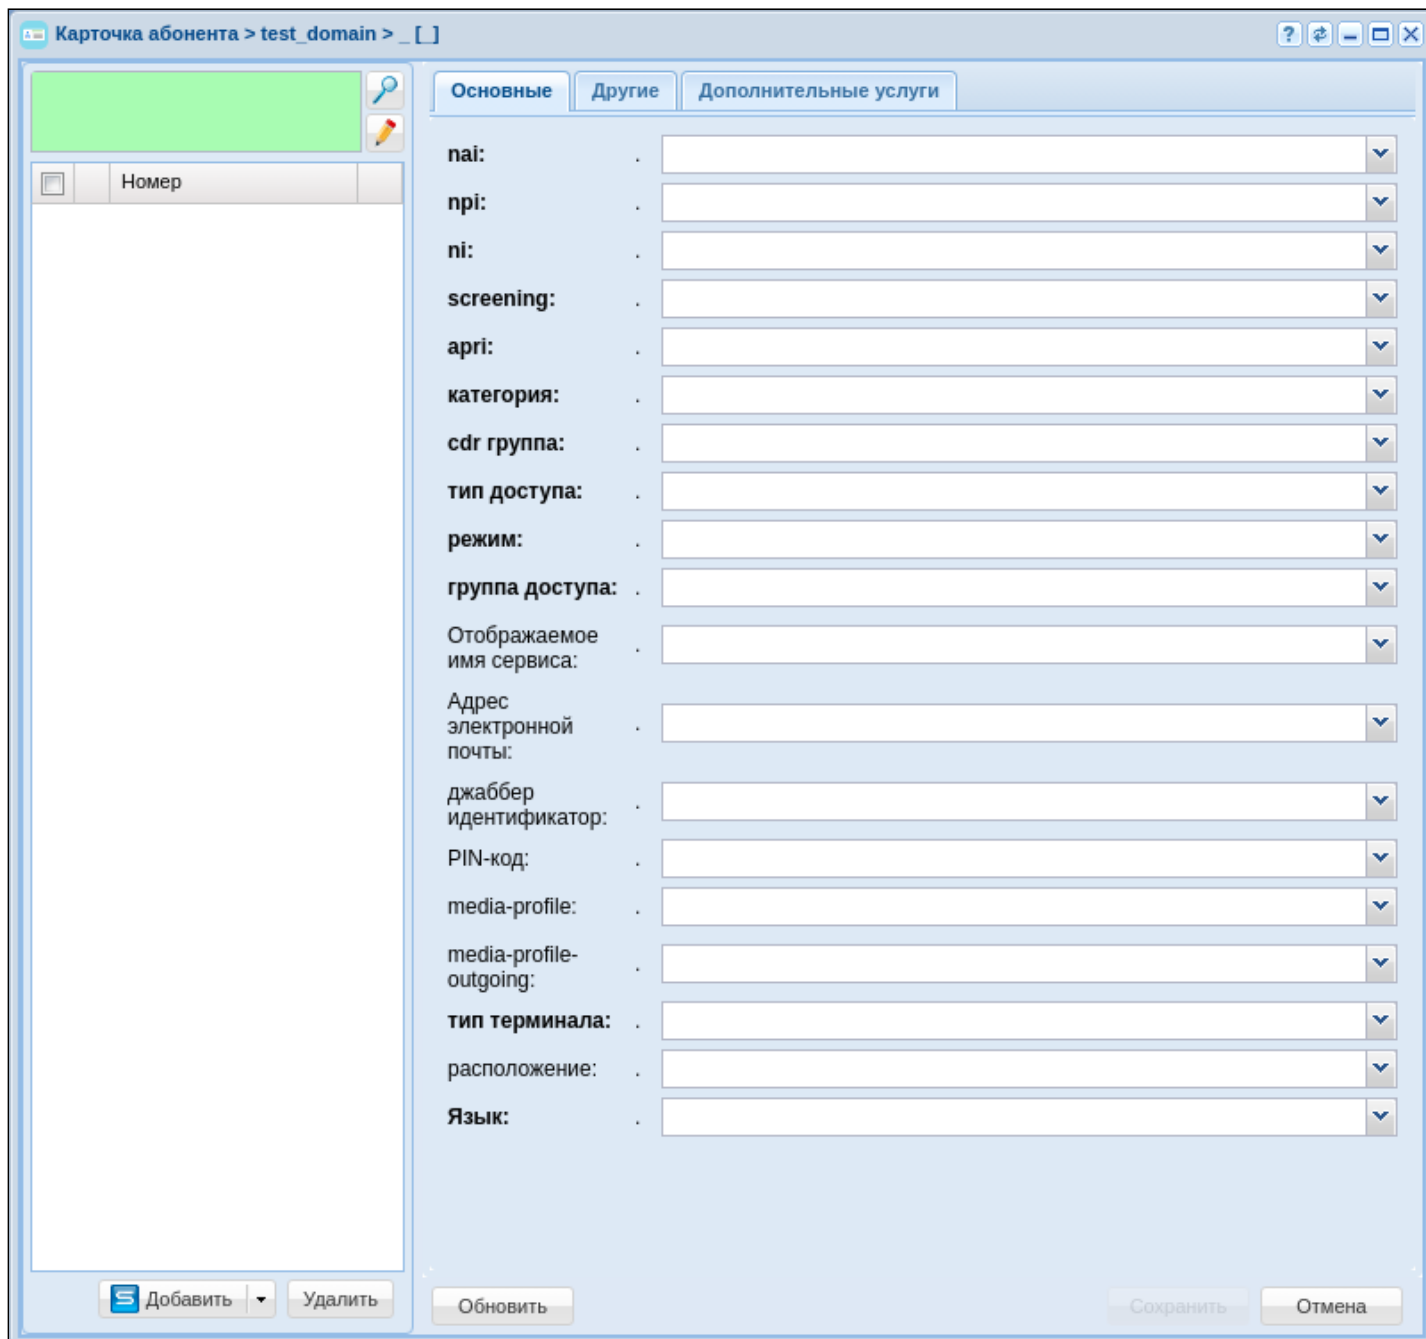 Карточка абонента > test_domain > _ [_]
Номер
Добавить
Удалить
Основные
Другие
Дополнительные услуги
nai:
npi:
ni:
screening:
apri:
категория:
cdr группа:
тип доступа:
режим:
группа доступа:
Отображаемое
имя сервиса:
Адрес
электронной
почты:
джаббер
идентификатор:
PIN-код:
media-profile:
media-profile-
outgoing:
тип терминала:
расположение:
Язык:
Обновить
Сохранить
Отмена